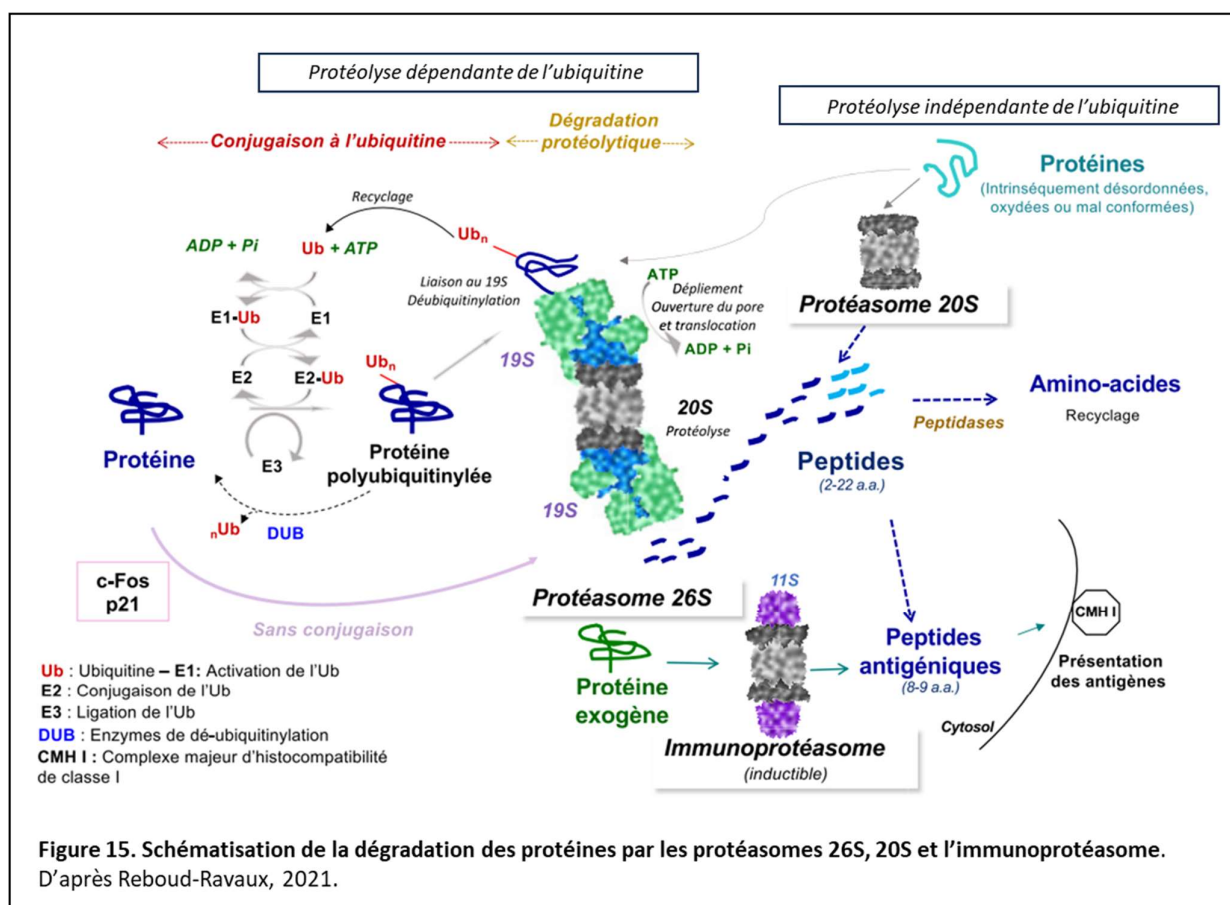 Protéolyse dépendante de l'ubiquitine
Protéolyse indépendante de l'ubiquitine
Conjugaison à l'ubiquitine
Dégradation
protéolytique
Recyclage
Protéines
(Intrinséquement désordonnées,
oxydées ou mal conformées)
ADP + Pi
Ub + ATP
Ubn
Liaison au 19S
Déubiquitinylation
ATP
Dépliement
Ouverture du pore
et translocation
ADP + Pi
Protéasome 20S
E1-Ub
E1
E2
E2-Ub
Ubn
19S
20S
Protéolyse
Amino-acides
Recyclage
Peptidases
Protéine
E3
Protéine
polyubiquitinylée
Peptides
(2-22 a.a.)
19S
nUb
DUB
c-Fos
p21
Sans conjugaison
Protéasome 26S
11S
Protéine
exogène
Peptides
antigéniques
(8-9 a.a.)
CMH I
Présentation
des antigènes
Cytosol
Immunoprotéasome
(inductible)
Ub : Ubiquitine – E1: Activation de l'Ub
E2 : Conjugaison de l'Ub
E3 : Ligation de l'Ub
DUB : Enzymes de dé-ubiquitinylation
CMH I : Complexe majeur d'histocompatibilité
de classe I
Figure 15. Schématisation de la dégradation des protéines par les protéasomes 26S, 20S et l'immunoprotéasome.
D'après Reboud-Ravaux, 2021.